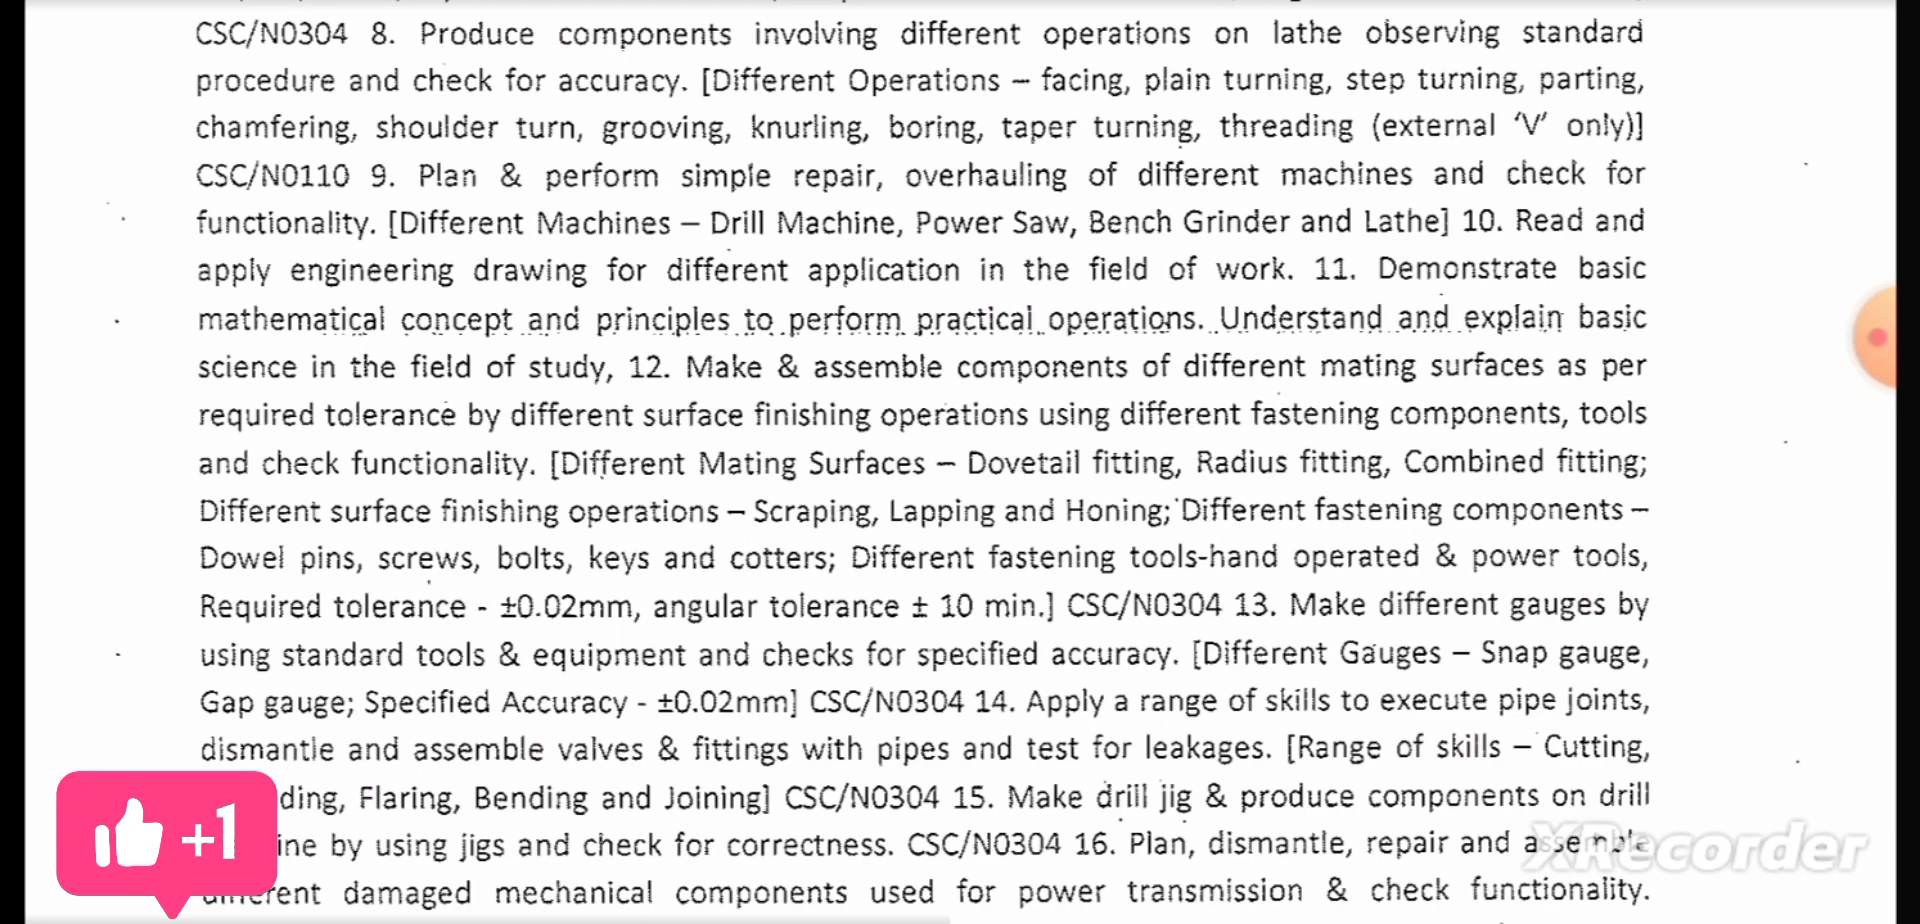 CSC/N0304 8. Produce components involving different operations on lathe observing standard
procedure and check for accuracy. [Different Operations – facing, plain turning, step turning, parting,
chamfering, shoulder turn, grooving, knurling, boring, taper turning, threading (external ‘V’ only)]
CSC/N0110 9. Plan & perform simple repair, overhauling of different machines and check for
functionality. [Different Machines – Drill Machine, Power Saw, Bench Grinder and Lathe] 10. Read and
apply engineering drawing for different application in the field of work. 11. Demonstrate basic
mathematical concept and principles to perform practical operations. Understand and explain basic
science in the field of study, 12. Make & assemble components of different mating surfaces as per
required tolerance by different surface finishing operations using different fastening components, tools
and check functionality. [Different Mating Surfaces – Dovetail fitting, Radius fitting, Combined fitting;
Different surface finishing operations – Scraping, Lapping and Honing; Different fastening components –
Dowel pins, screws, bolts, keys and cotters; Different fastening tools-hand operated & power tools,
Required tolerance - ±0.02mm, angular tolerance ± 10 min.] CSC/N0304 13. Make different gauges by
using standard tools & equipment and checks for specified accuracy. [Different Gauges – Snap gauge,
Gap gauge; Specified Accuracy - ±0.02mm] CSC/N0304 14. Apply a range of skills to execute pipe joints,
dismantle and assemble valves & fittings with pipes and test for leakages. [Range of skills – Cutting,
ding, Flaring, Bending and Joining] CSC/N0304 15. Make drill jig & produce components on drill
ine by using jigs and check for correctness. CSC/N0304 16. Plan, dismantle, repair and assemble
different damaged mechanical components used for power transmission & check functionality.
+1
XRecorder